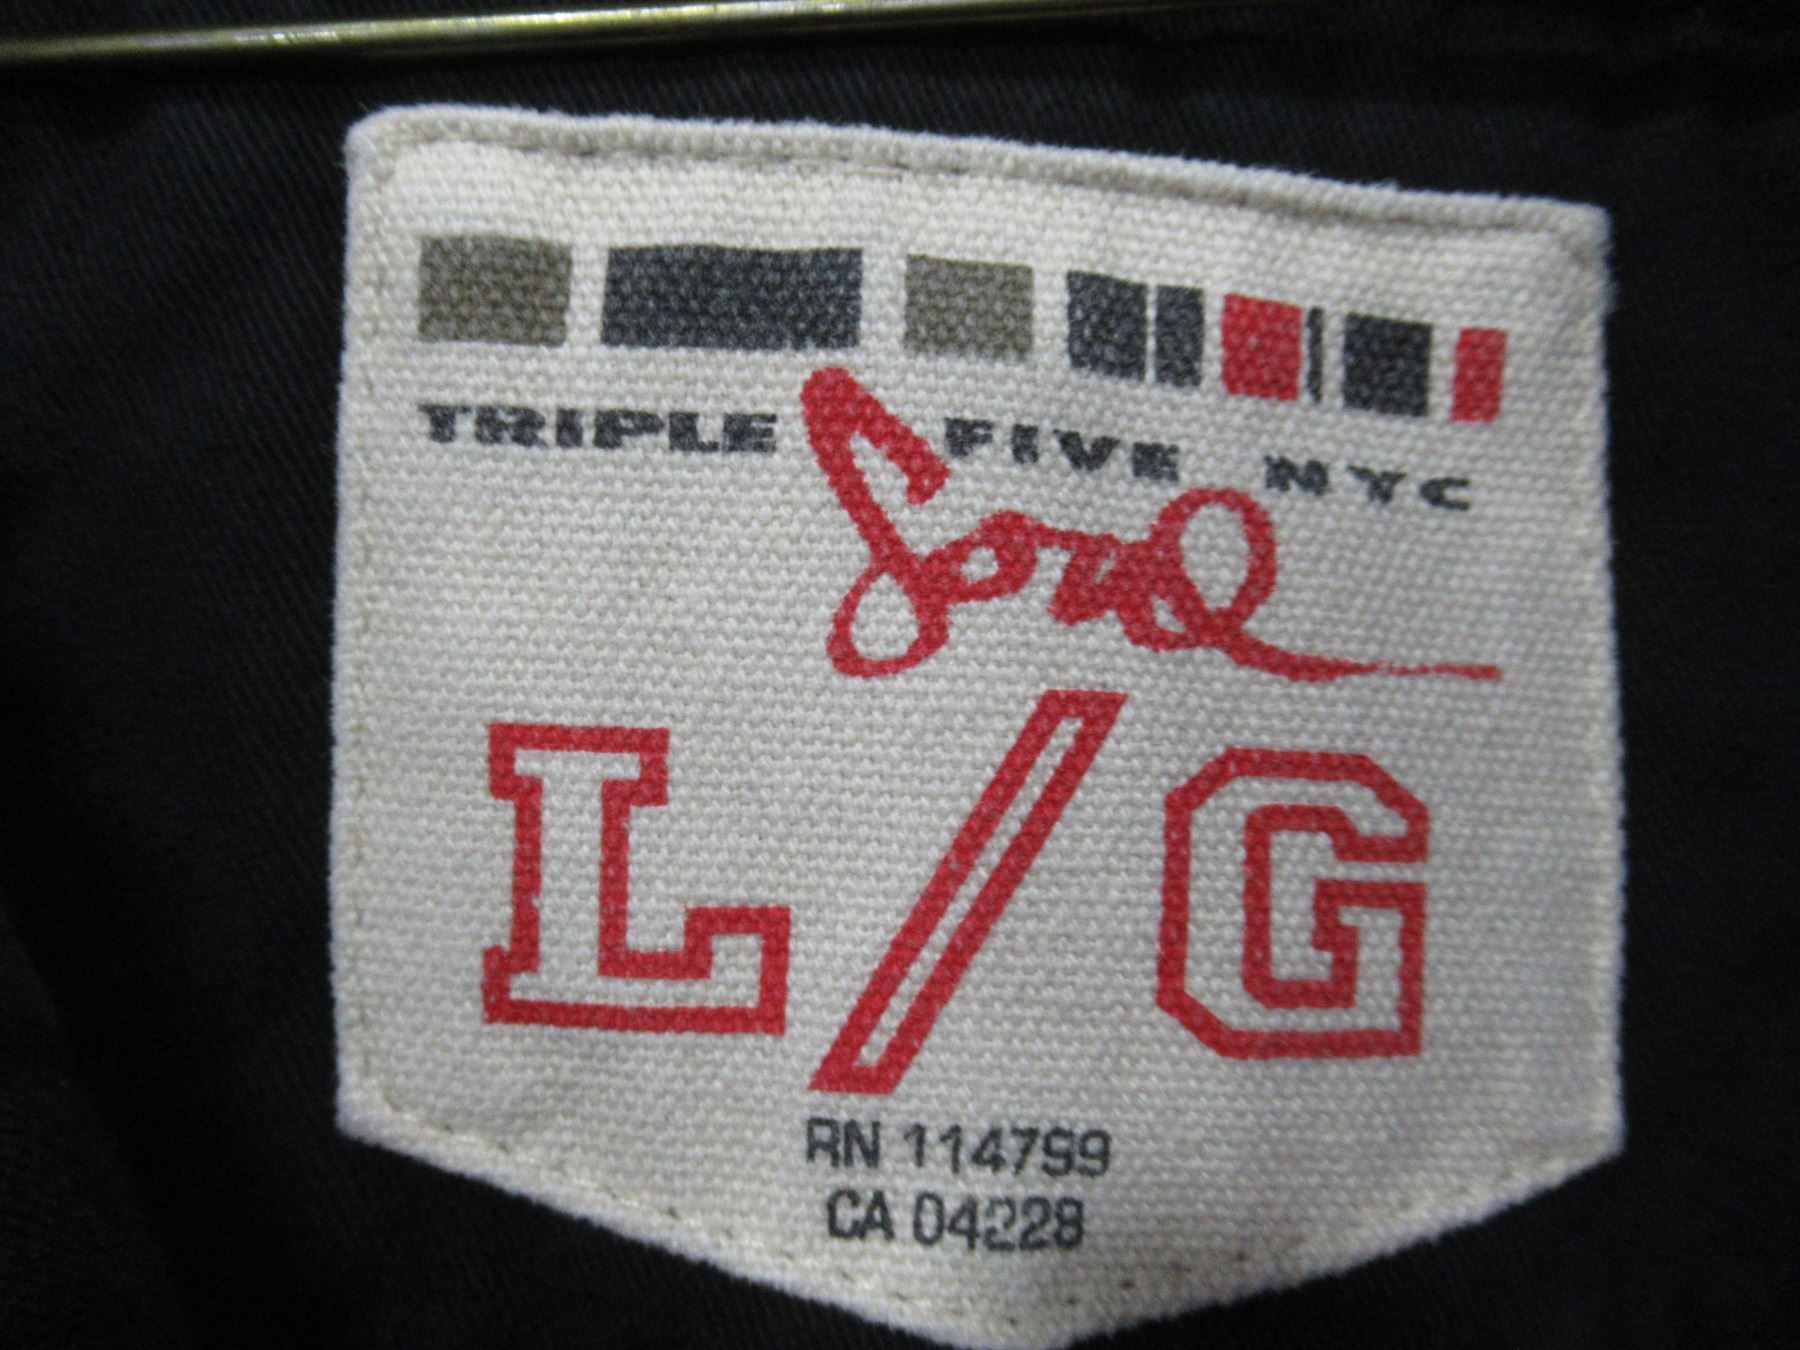 TRIPLE FIVE NYC
Soul
L/G
RN 114799
CA 04228